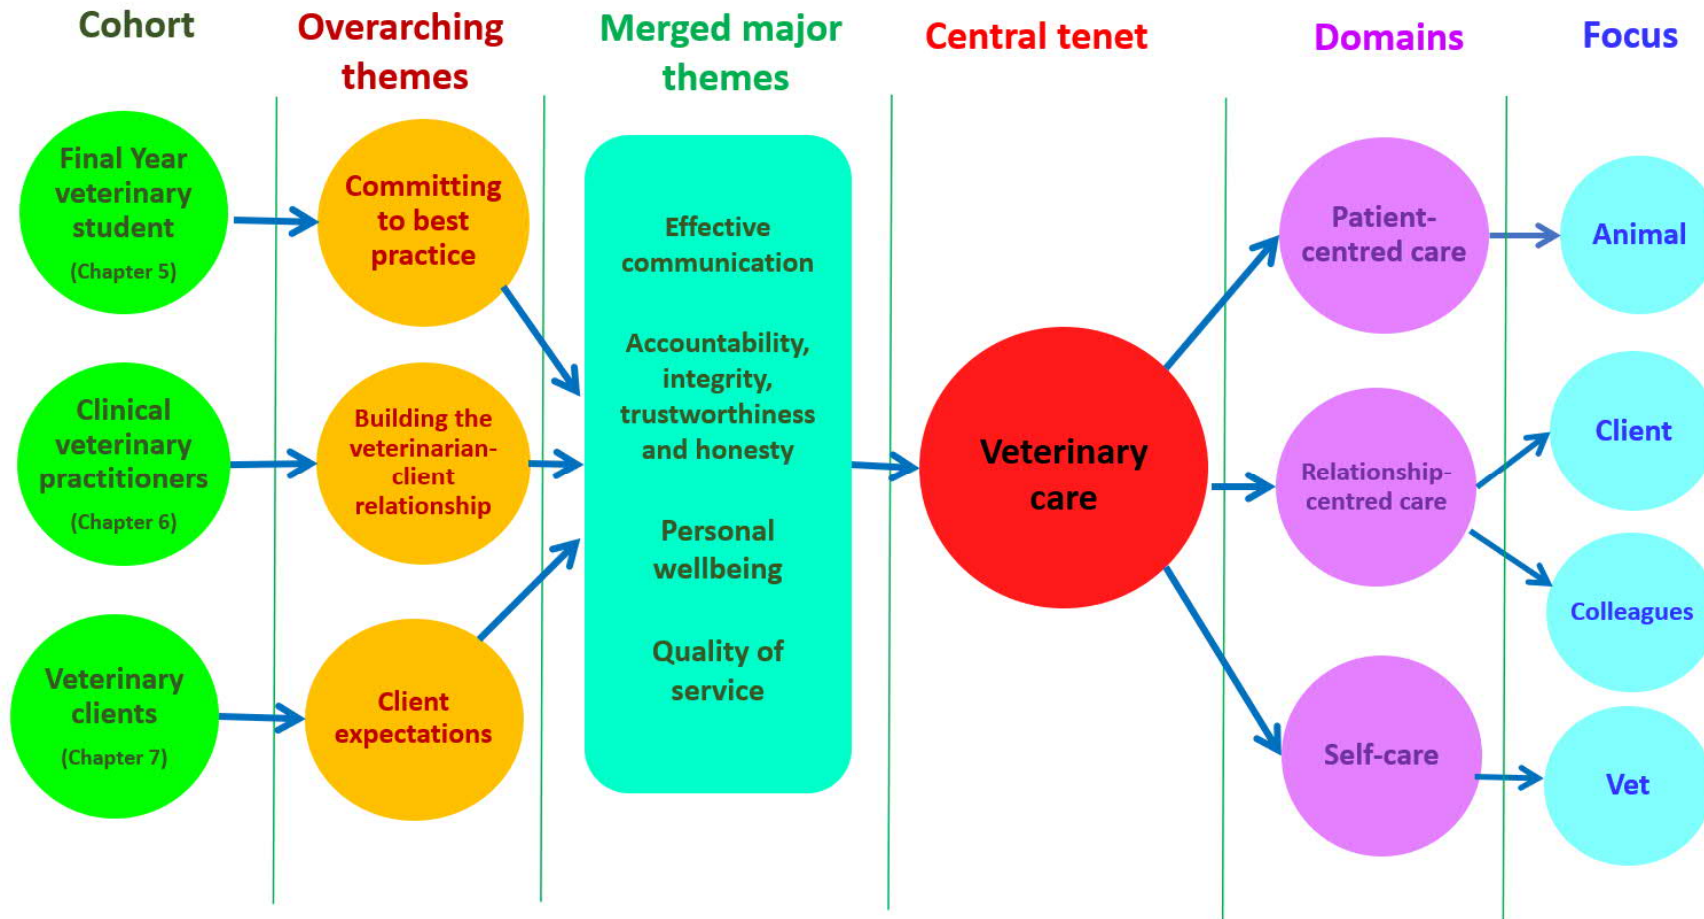 Cohort
Overarching
themes
Merged major
themes
Central tenet
Domains
Focus
Final Year
veterinary
student
(Chapter 5)
Clinical
veterinary
practitioners
(Chapter 6)
Veterinary
clients
(Chapter 7)
Committing
to best
practice
Building the
veterinarian-
client
relationship
Client
expectations
Effective
communication
Accountability,
integrity,
trustworthiness
and honesty
Personal
wellbeing
Quality of
service
Veterinary
care
Patient-
centred care
Relationship-
centred care
Self-care
Animal
Client
Colleagues
Vet